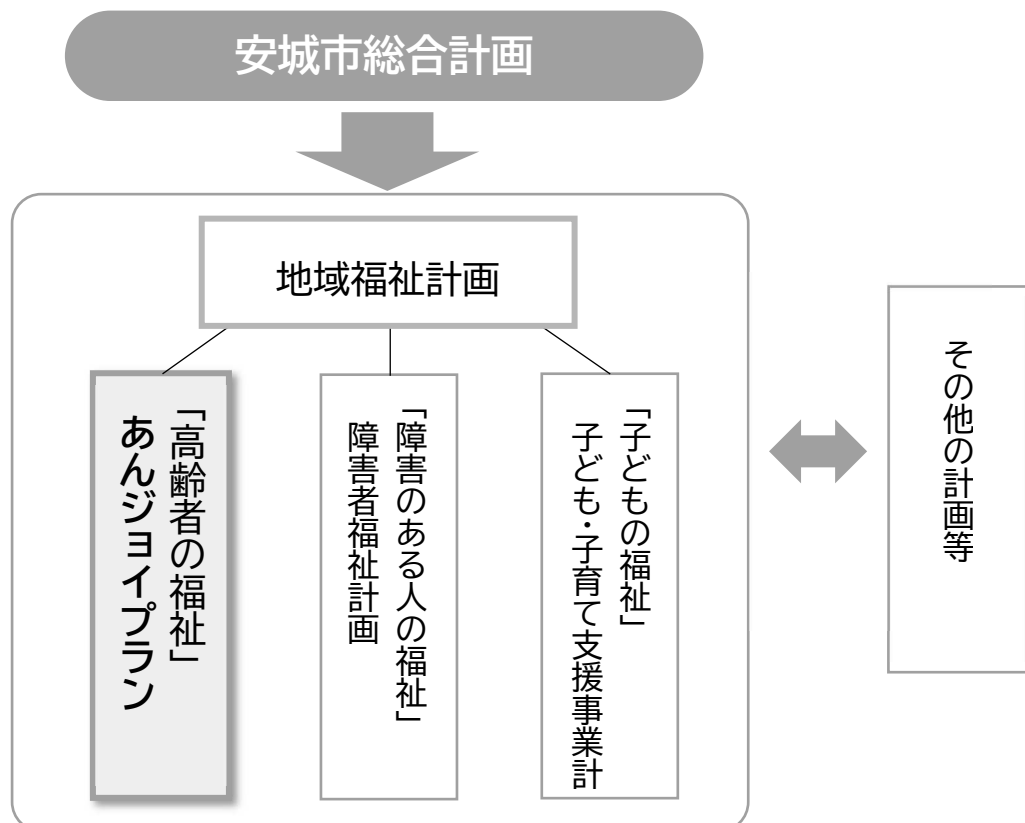 安城市総合計画
地域福祉計画
「高齢者の福祉」
あんジョイプラン
「障害のある人の福祉」
障害者福祉計画
「子どもの福祉」
子ども・子育て支援事業計
その他の計画等